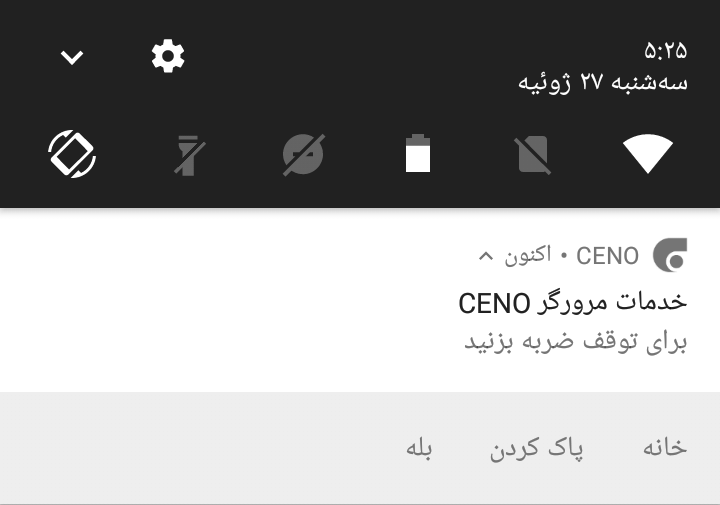 ۵:۲۵
سه‌شنبه ۲۷ ژوئیه
CENO • اکنون
خدمات مرورگر CENO
برای توقف ضربه بزنید
خانه پاک کردن بله